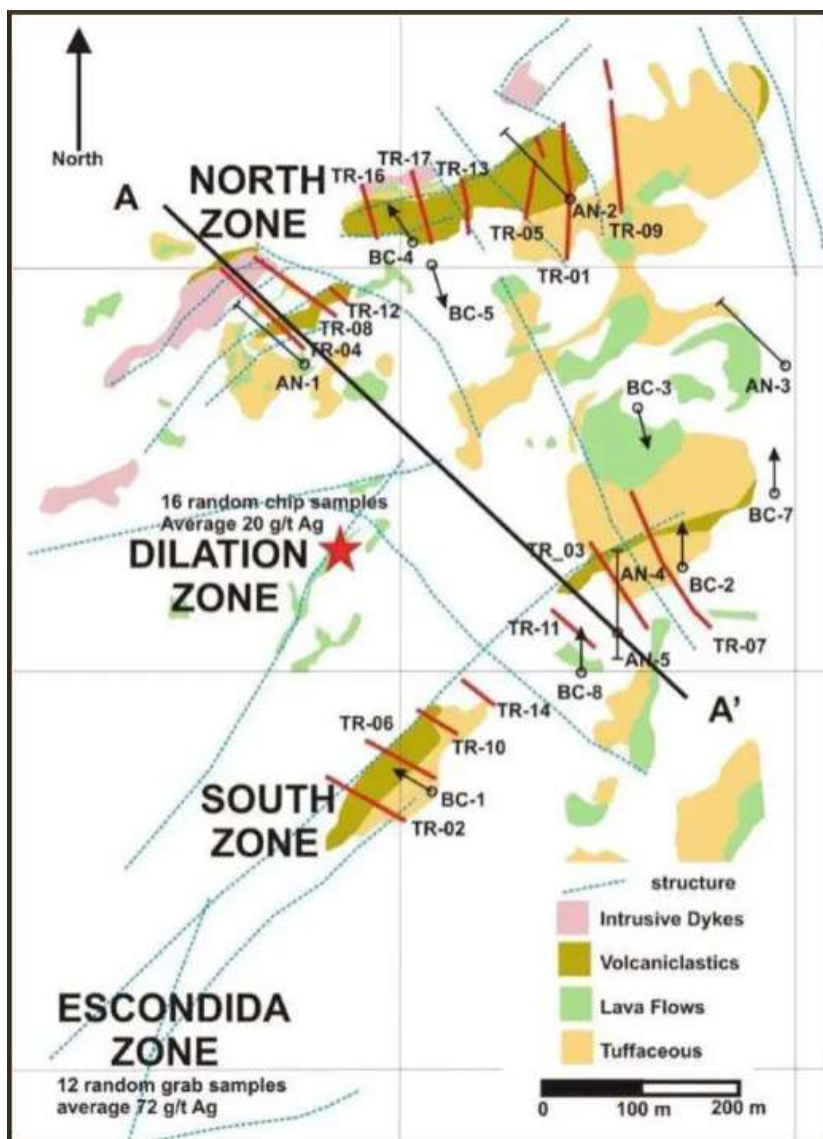 North
A
NORTH
ZONE
TR-16
TR-17
TR-13
BC-4
BC-5
TR-05
AN-2
TR-01
TR-09
TR-12
TR-08
TR-04
AN-1
AN-3
BC-3
BC-7
16 random chip samples
Average 20 g/t Ag
DILATION
ZONE
TR_03
AN-4
BC-2
TR-11
AN-5
TR-07
BC-8
A'
TR-14
TR-06
TR-10
SOUTH
ZONE
BC-1
TR-02
structure
Intrusive Dykes
Volcaniclastics
Lava Flows
Tuffaceous
ESCONDIDA
ZONE
12 random grab samples
average 72 g/t Ag
0 100 m 200 m